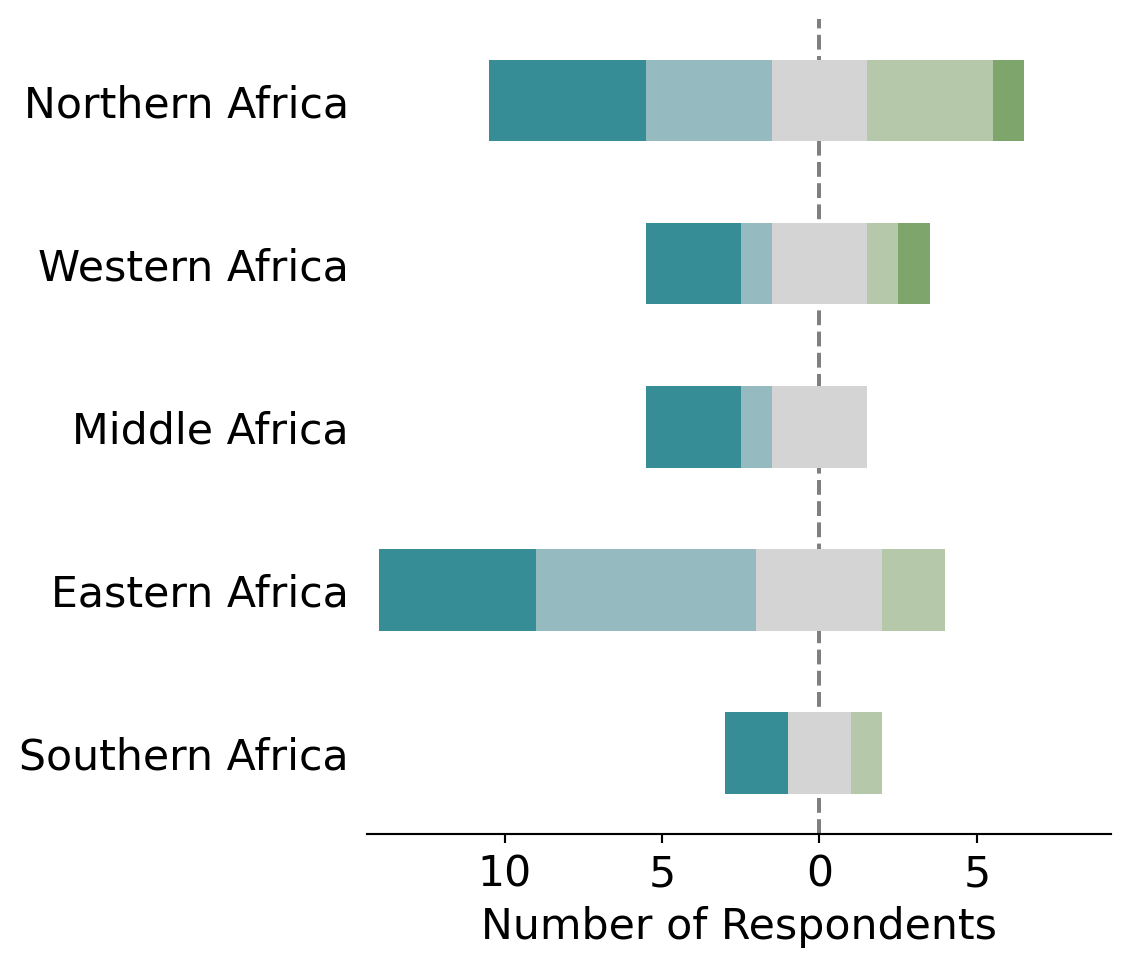 Northern Africa
Western Africa
Middle Africa
Eastern Africa
Southern Africa
10 5 0 5
Number of Respondents